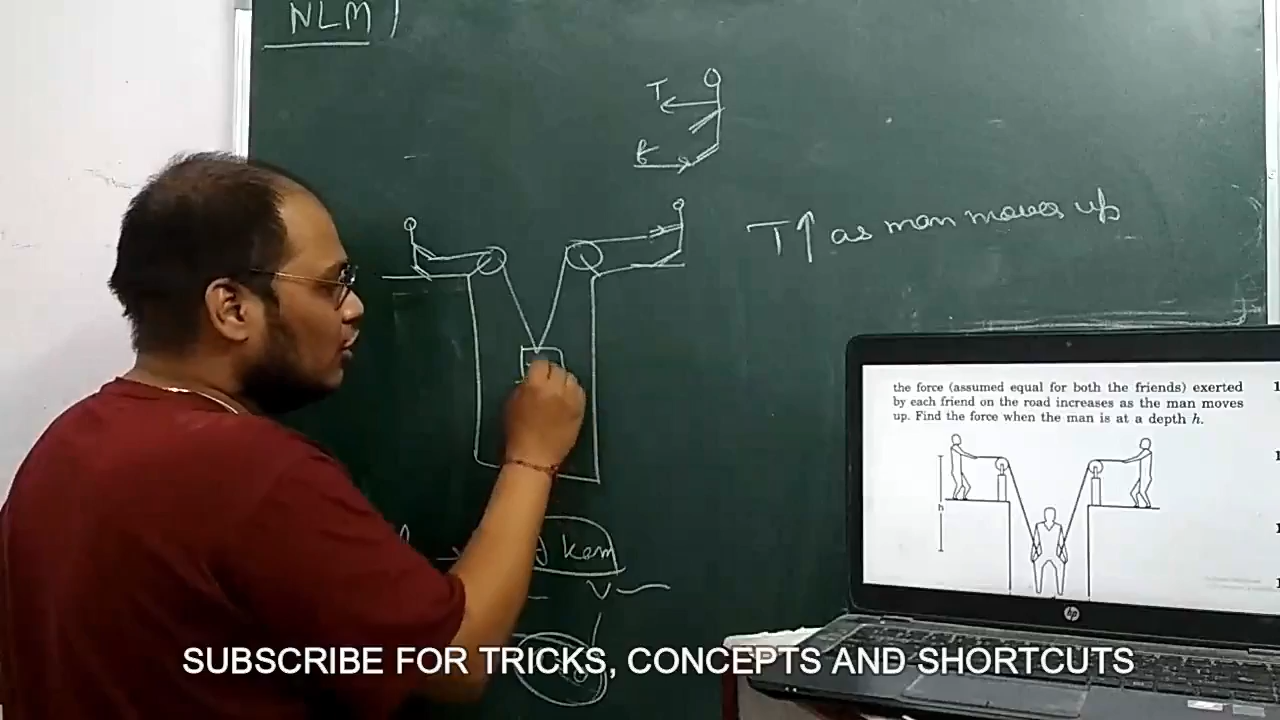 NLM
T
f
T↑ as man moves up
the force (assumed equal for both the friends) exerted
by each friend on the road increases as the man moves
up. Find the force when the man is at a depth h.
h
hp
kam
SUBSCRIBE FOR TRICKS, CONCEPTS AND SHORTCUTS